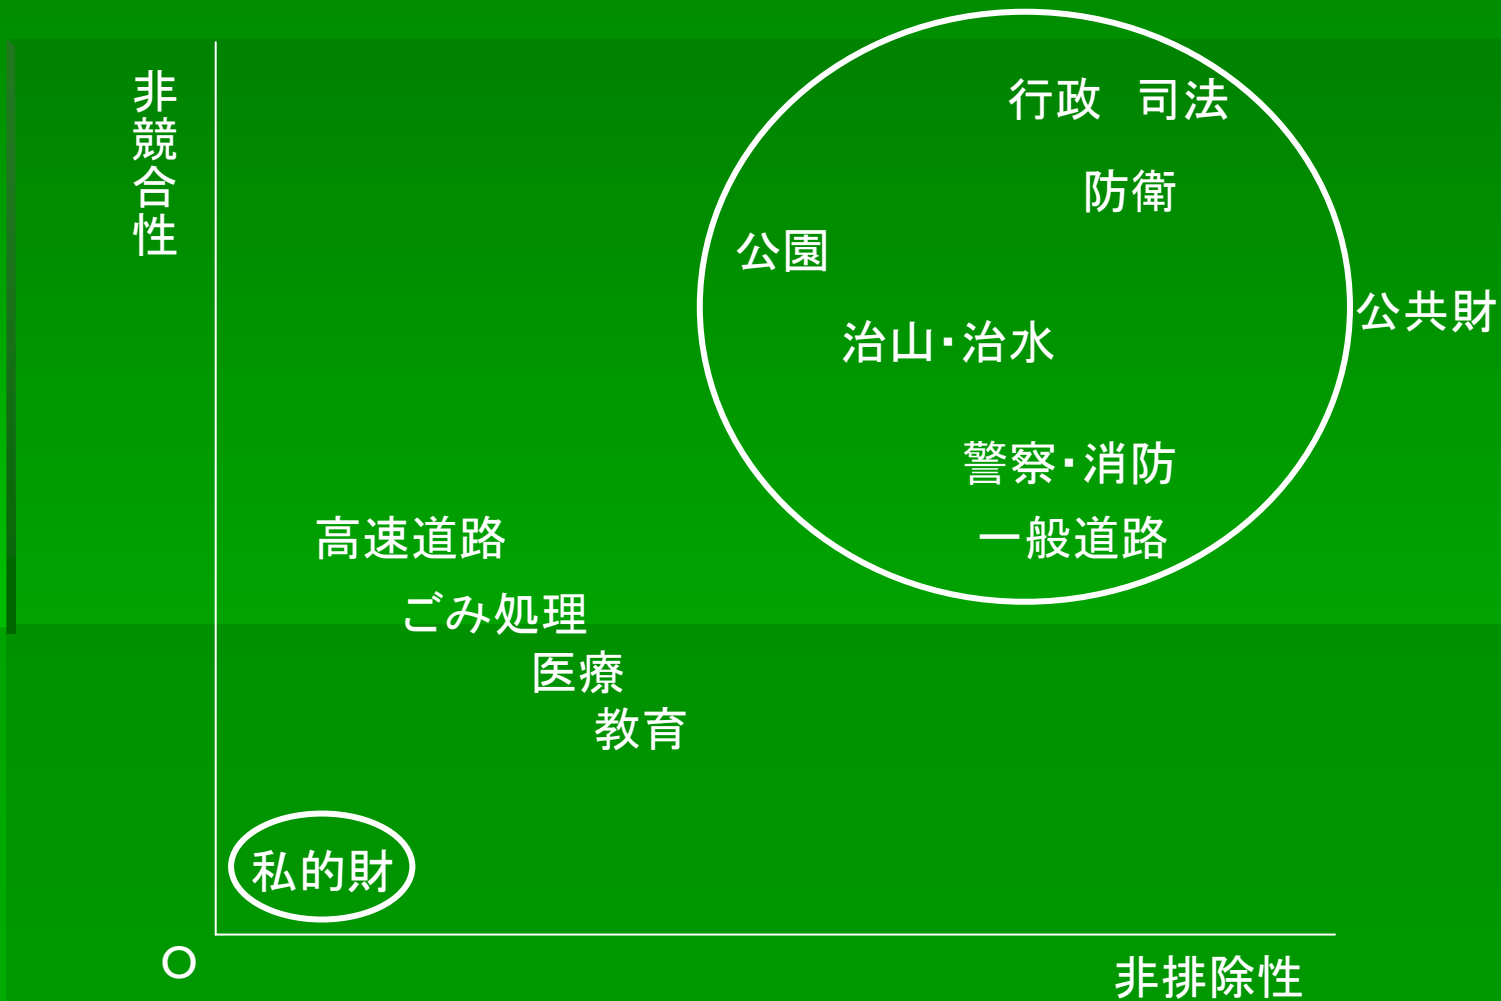 非競合性
行政　司法
防衛
公園
公共財
治山・治水
警察・消防
高速道路
一般道路
ごみ処理
医療
教育
私的財
O
非排除性